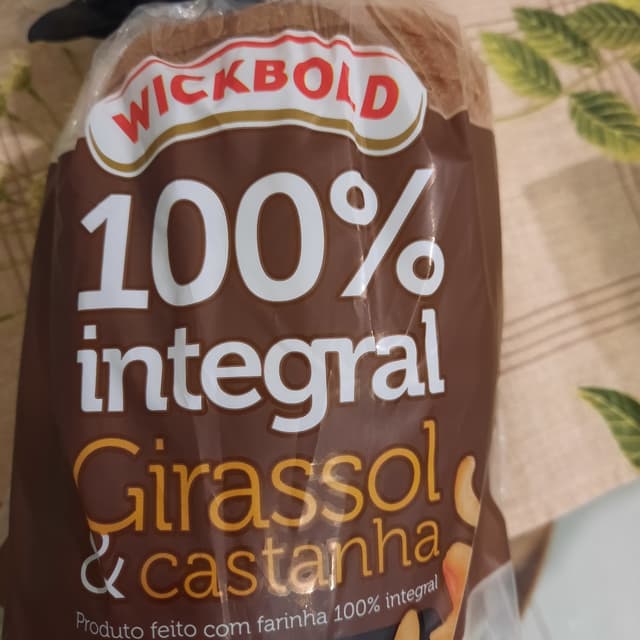 WICKBOLD
100%
integral
Girassol
& castanha
Produto feito com farinha 100% integral